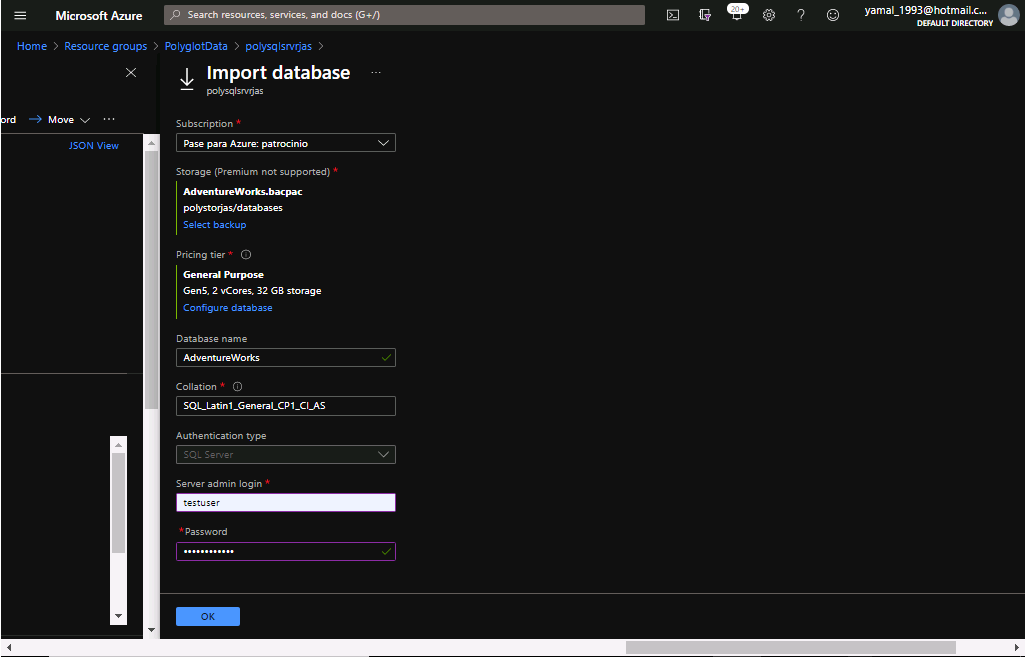 Microsoft Azure
Search resources, services, and docs (G+/)
20+
yamal_1993@hotmail.c...
DEFAULT DIRECTORY
Home > Resource groups > PolyglotData > polysqlsrvrjas >
Import database ...
polysqlsrvrjas
ord → Move ...
JSON View
Subscription *
Pase para Azure: patrocinio
Storage (Premium not supported) *
AdventureWorks.bacpac
polystorjas/databases
Select backup
Pricing tier *
General Purpose
Gen5, 2 vCores, 32 GB storage
Configure database
Database name
AdventureWorks
Collation *
SQL_Latin1_General_CP1_CI_AS
Authentication type
SQL Server
Server admin login *
testuser
*Password
••••••••••••
OK